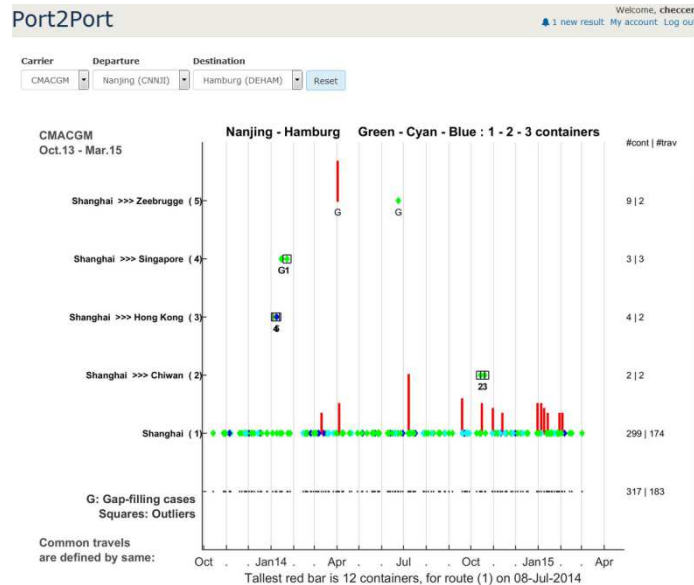 Port2Port
Welcome, checcer
1 new result My account Log out
Carrier Departure Destination
CMACGM Nanjing (CNNJI) Hamburg (DEHAM) Reset
CMACGM
Oct.13 - Mar.15
Nanjing - Hamburg Green - Cyan - Blue : 1 - 2 - 3 containers
#cont | #trav
Shanghai >>> Zeebrugge ( 5) 9 | 2
G G
Shanghai >>> Singapore ( 4) 3 | 3
G1
Shanghai >>> Hong Kong ( 3) 4 | 2
Shanghai >>> Chiwan ( 2) 2 | 2
23
Shanghai ( 1) 299 | 174
G: Gap-filling cases 317 | 183
Squares: Outliers
Common travels
are defined by same:
Oct . . Jan14 . . Apr . . Jul . . Oct . . Jan15 . . Apr
Tallest red bar is 12 containers, for route (1) on 08-Jul-2014